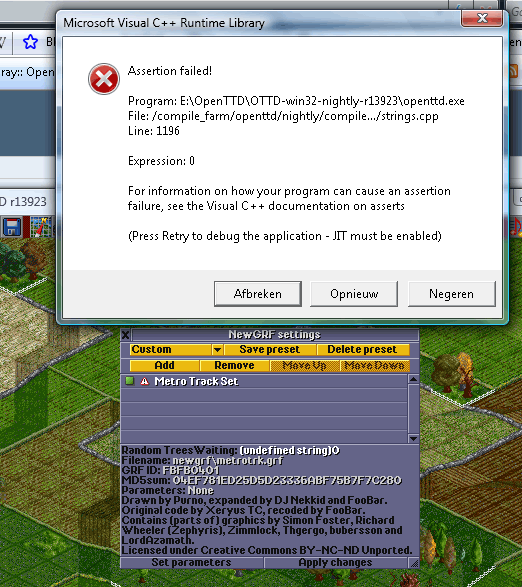 Microsoft Visual C++ Runtime Library
W
ray:: Open
D r13923
Assertion failed!
Program: E:\OpenTTD\OTTD-win32-nightly-r13923\openttd.exe
File: /compile_farm/openttd/nightly/compile.../strings.cpp
Line: 1196
Expression: 0
For information on how your program can cause an assertion
failure, see the Visual C++ documentation on asserts
(Press Retry to debug the application - JIT must be enabled)
Afbreken Opnieuw Negeren
NewGRF settings
Custom Save preset Delete preset
Add Remove Move Up Move Down
Metro Track Set
Random TreesWaiting: (undefined string)0
Filename: newgrf\metrotrk.grf
GRF ID: FBFB0401
MD5sum: 04EF781ED25D5D23336ABF75B7F7C2B0
Parameters: None
Drawn by Purno, expanded by DJ Nekkid and FooBar.
Original code by Xeryus TC, recoded by FooBar.
Contains (parts of) graphics by Simon Foster, Richard
Wheeler (Zephyris), Zimmlock, Thgergo, bubersson and
LordAzamath.
Licensed under Creative Commons BY-NC-ND Unported.
Set parameters Apply changes